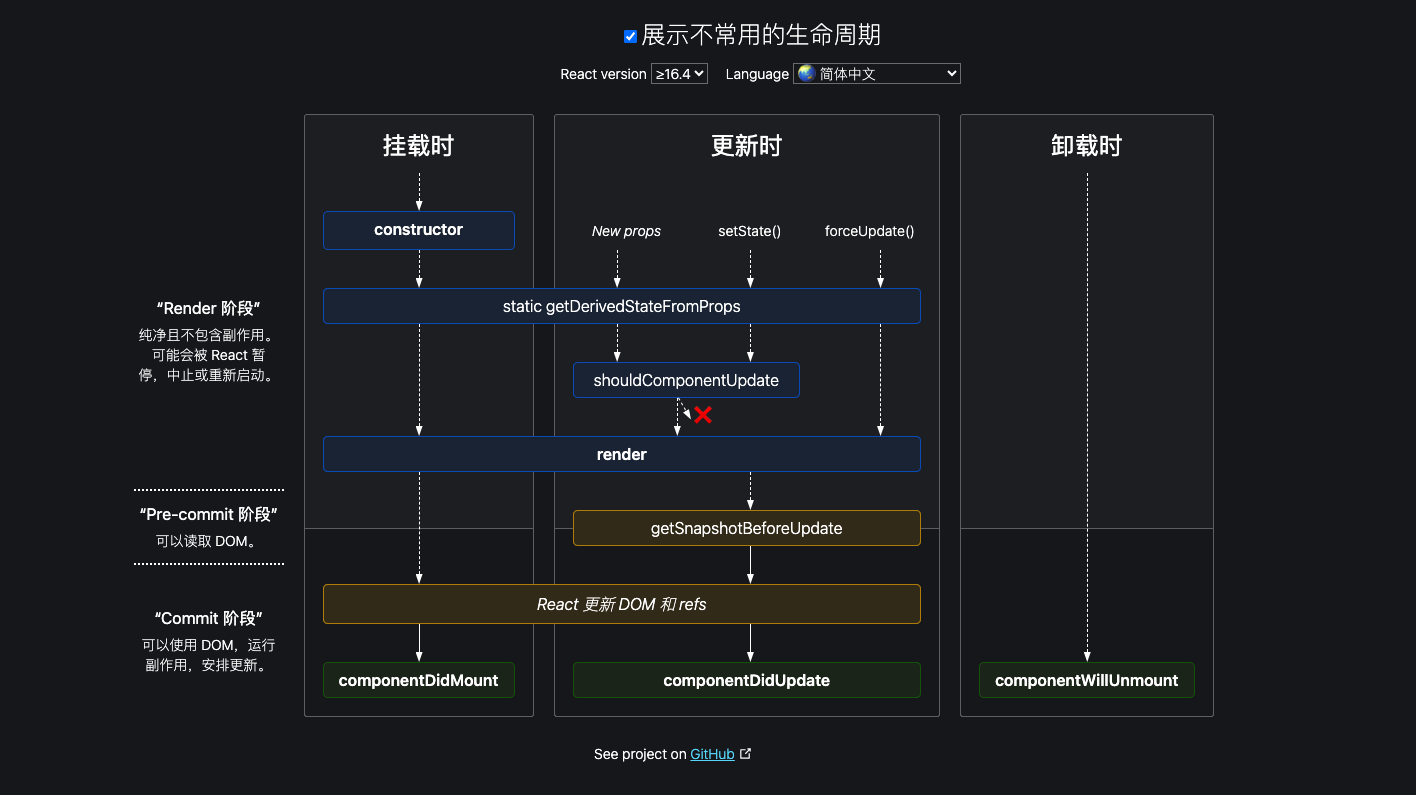 展示不常用的生命周期
React version ≥16.4 Language 简体中文
挂载时
更新时
卸载时
constructor
New props
setState()
forceUpdate()
static getDerivedStateFromProps
“Render 阶段”
纯净且不包含副作用。
可能会被 React 暂
停，中止或重新启动。
shouldComponentUpdate
render
“Pre-commit 阶段”
可以读取 DOM。
getSnapshotBeforeUpdate
React 更新 DOM 和 refs
“Commit 阶段”
可以使用 DOM，运行
副作用，安排更新。
componentDidMount
componentDidUpdate
componentWillUnmount
See project on GitHub